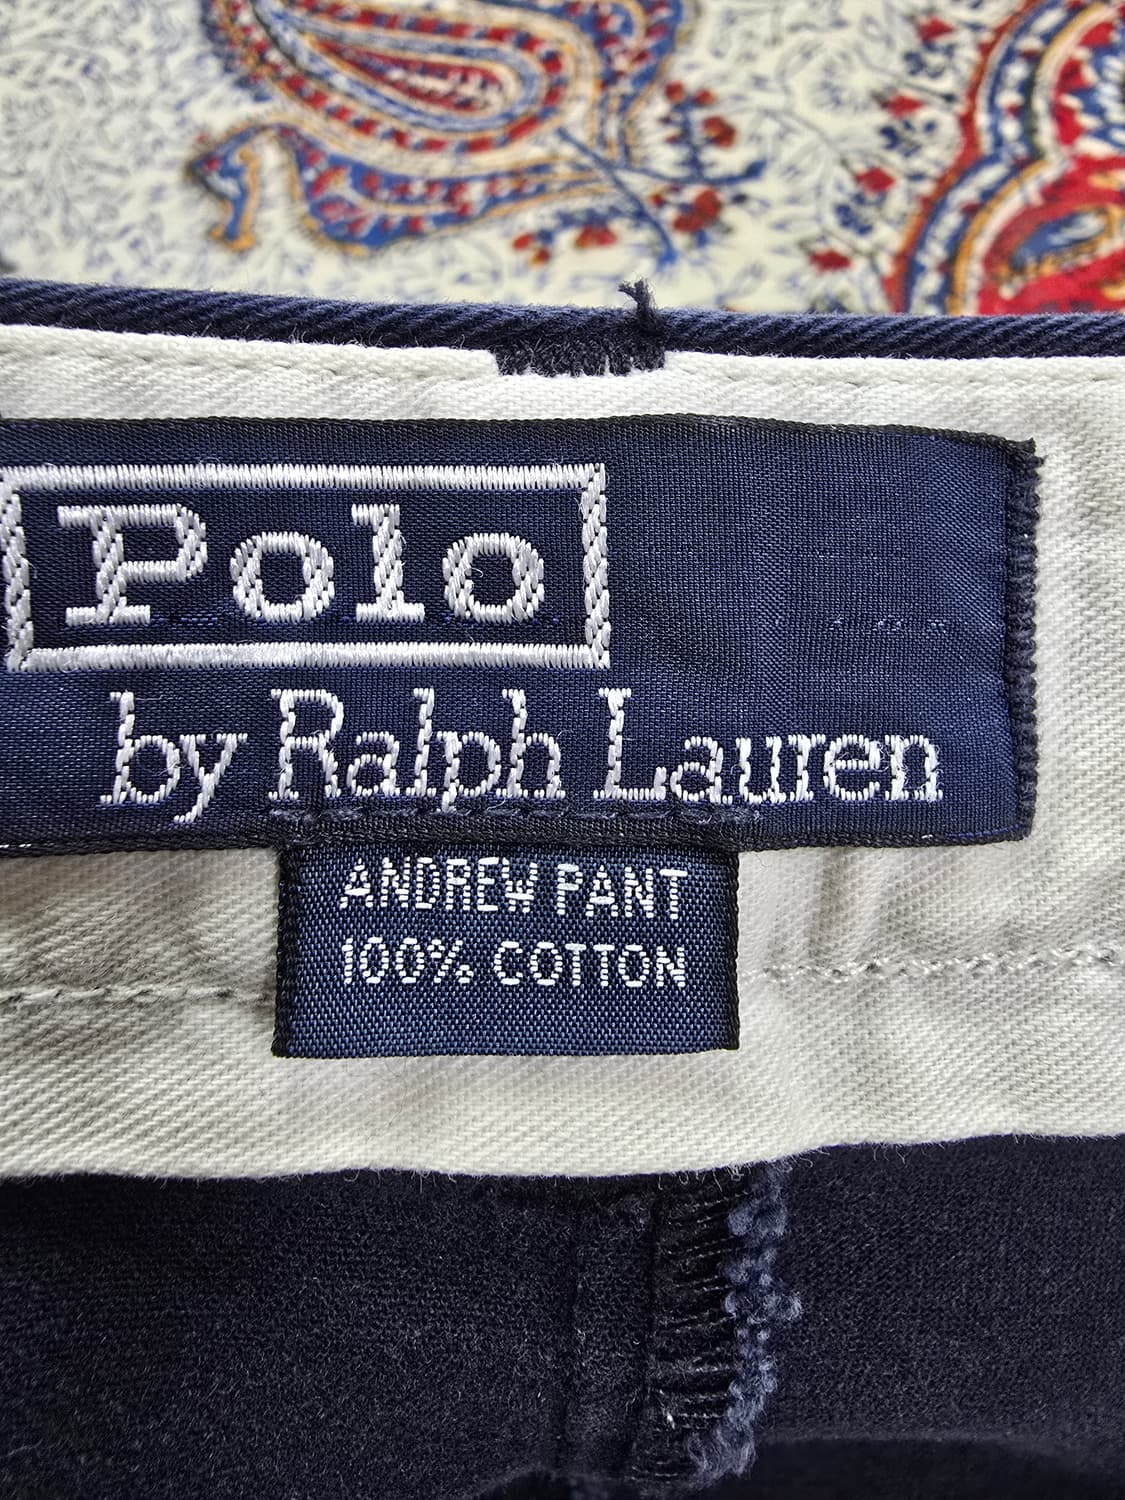 Polo
by Ralph Lauren
ANDREW PANT
100% COTTON